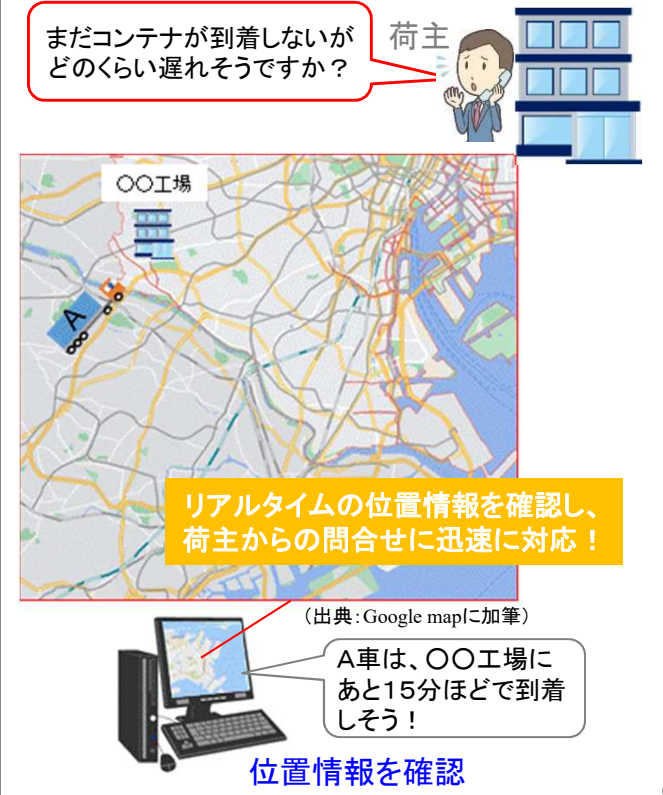 まだコンテナが到着しないが
どのくらい遅れそうですか？
荷主
〇〇工場
A
リアルタイムの位置情報を確認し、
荷主からの問合せに迅速に対応！
（出典：Google mapに加筆）
A車は、〇〇工場に
あと15分ほどで到着
しそう！
位置情報を確認